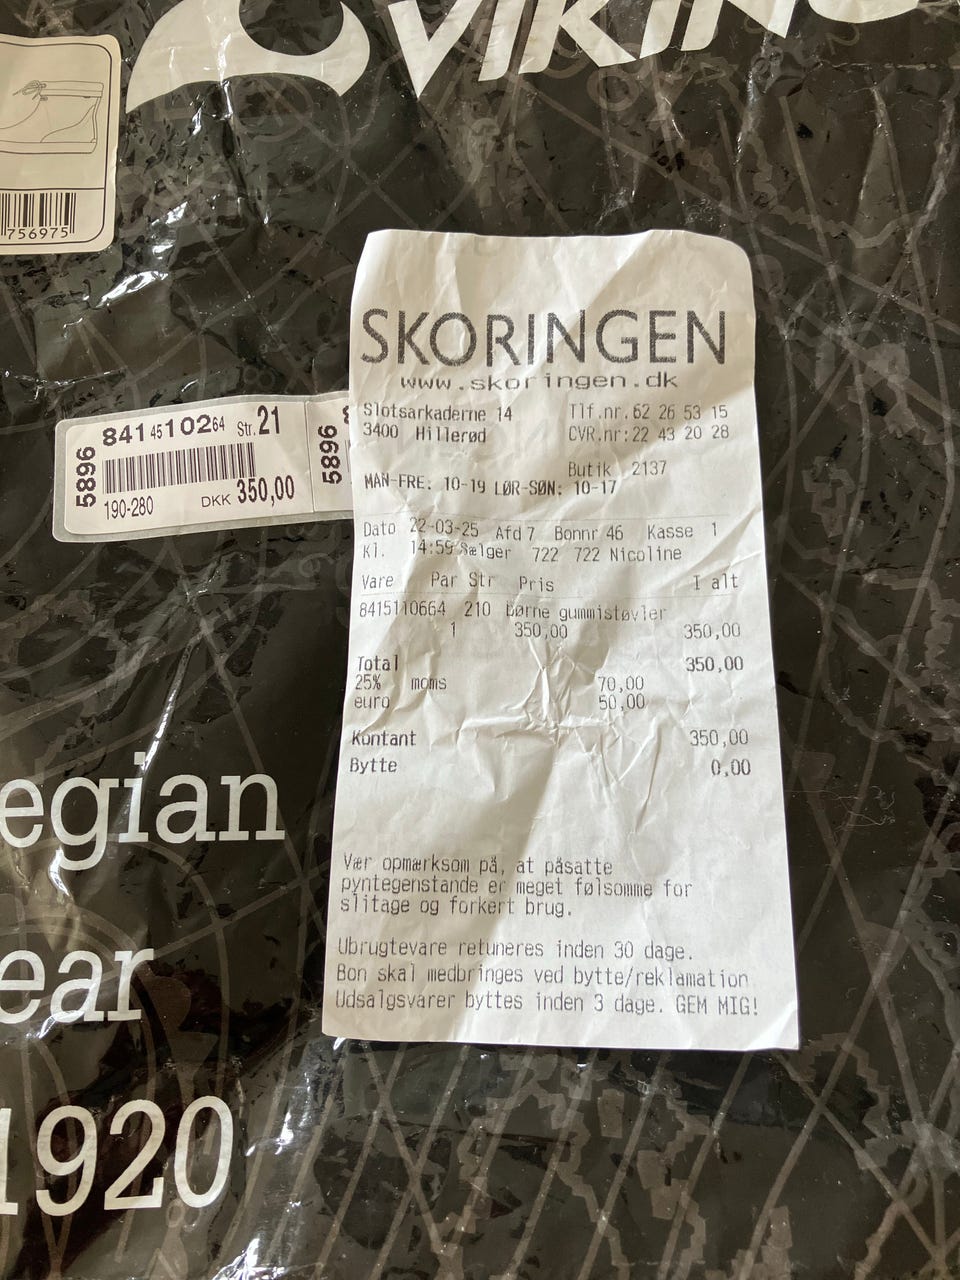 VIKING
756975
5896
841 45 102 64 Str. 21
190-280 DKK 350,00
5896
SKORINGEN
www.skoringen.dk
Slotsarkaderne 14 Tlf.nr. 62 26 53 15
3400 Hillerød CVR.nr: 22 43 20 28
Butik 2137
MAN-FRE: 10-19 LØR-SØN: 10-17
Dato 22-03-25 Afd 7 Bonnr 46 Kasse 1
Kl. 14:59 Sælger 722 722 Nicoline
Vare Par Str Pris I alt
8415110664 210 børne gummistøvler
1 350,00 350,00
Total 350,00
25% moms 70,00
euro 50,00
Kontant 350,00
Bytte 0,00
Vær opmærksom på, at påsatte
pyntegenstande er meget følsomme for
slitage og forkert brug.
Ubrugtevare retuneres inden 30 dage.
Bon skal medbringes ved bytte/reklamation
Udsalgsvarer byttes inden 3 dage. GEM MIG!
egian
ear
1920